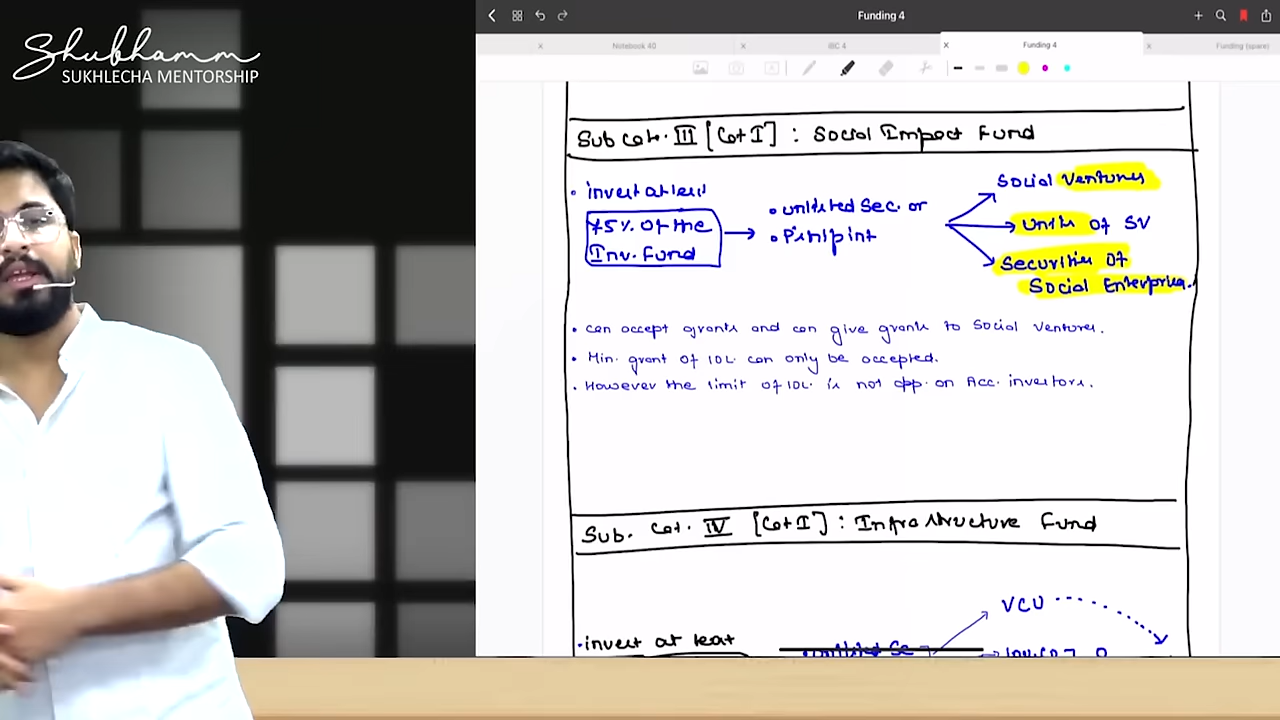 Shubhamm
SUKHLECHA MENTORSHIP
Funding 4
Notebook 40
IBC 4
Funding 4
Funding (spare)
Sub cat. III [Cat I] : Social Impact Fund
• invest at least
75% of the
Inv. Fund
• unlisted Sec. or
Social Ventures
Units of SV
Securities of
Social Enterprise.
• can accept grants and can give grants to Social Ventures.
• Min. grant of 10L. can only be accepted.
• However the limit of 10L. is not app. on Acc. investors.
Sub. Cat. IV [Cat I] : Infrastructure Fund
VCU
• invest at least